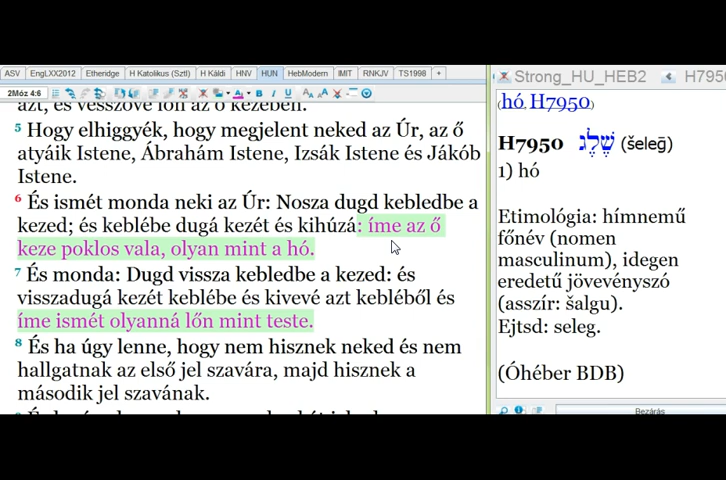 ASV EngLXX2012 Etheridge H Katolikus (Sztl) H Káldi HNV HUN HebModern IMIT RNKJV TS1998 +
2Móz 4:6
azt, és vesszővé lőn az ő kezében.
5 Hogy elhiggyék, hogy megjelent neked az Úr, az ő
atyáik Istene, Ábrahám Istene, Izsák Istene és Jákób
Istene.
6 És ismét monda neki az Úr: Nosza dugd kebledbe a
kezed; és keblébe dugá kezét és kihúzá: íme az ő
keze poklos vala, olyan mint a hó.
7 És monda: Dugd vissza kebledbe a kezed: és
visszadugá kezét keblébe és kivevé azt kebléből és
íme ismét olyanná lőn mint teste.
8 És ha úgy lenne, hogy nem hisznek neked és nem
hallgatnak az első jel szavára, majd hisznek a
második jel szavának.
Strong_HU_HEB2 H7950
(hó, H7950)
H7950 שֶׁלֶג (šeleḡ)
1) hó
Etimológia: hímnemű
főnév (nomen
masculinum), idegen
eredetű jövevényszó
(asszír: šalgu).
Ejtsd: seleg.
(Óhéber BDB)
Bezárás